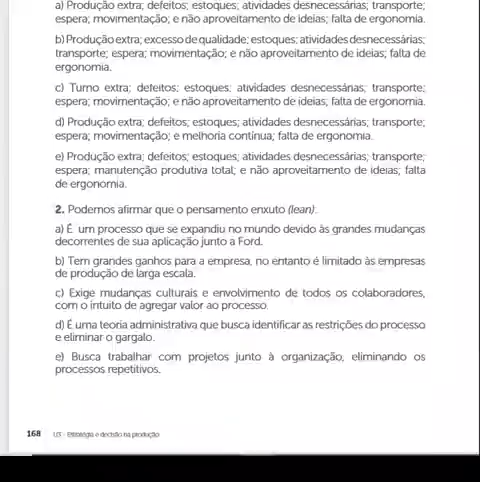 a) Produção extra; defeitos; estoques; atividades desnecessárias; transporte;
espera; movimentação; e não aproveitamento de ideias; falta de ergonomia.
b) Produção extra; excesso de qualidade; estoques; atividades desnecessárias;
transporte; espera; movimentação; e não aproveitamento de ideias; falta de
ergonomia.
c) Turno extra; defeitos; estoques; atividades desnecessárias; transporte;
espera; movimentação; e não aproveitamento de ideias; falta de ergonomia.
d) Produção extra; defeitos; estoques; atividades desnecessárias; transporte;
espera; movimentação; e melhoria contínua; falta de ergonomia.
e) Produção extra; defeitos; estoques; atividades desnecessárias; transporte;
espera; manutenção produtiva total; e não aproveitamento de ideias; falta
de ergonomia.
2. Podemos afirmar que o pensamento enxuto (lean):
a) É um processo que se expandiu no mundo devido às grandes mudanças
decorrentes de sua aplicação junto a Ford.
b) Tem grandes ganhos para a empresa, no entanto é limitado às empresas
de produção de larga escala.
c) Exige mudanças culturais e envolvimento de todos os colaboradores,
com o intuito de agregar valor ao processo.
d) É uma teoria administrativa que busca identificar as restrições do processo
e eliminar o gargalo.
e) Busca trabalhar com projetos junto à organização, eliminando os
processos repetitivos.
168 U3 - Estratégia e decisão na produção